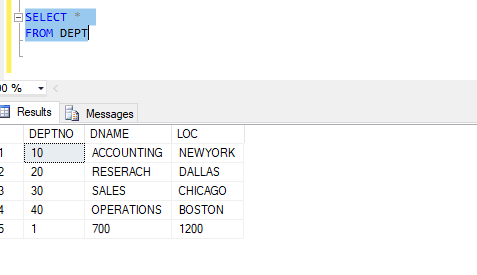 SELECT *
FROM DEPT
00 %
Results Messages
DEPTNO DNAME LOC
1 10 ACCOUNTING NEWYORK
2 20 RESERACH DALLAS
3 30 SALES CHICAGO
4 40 OPERATIONS BOSTON
5 1 700 1200